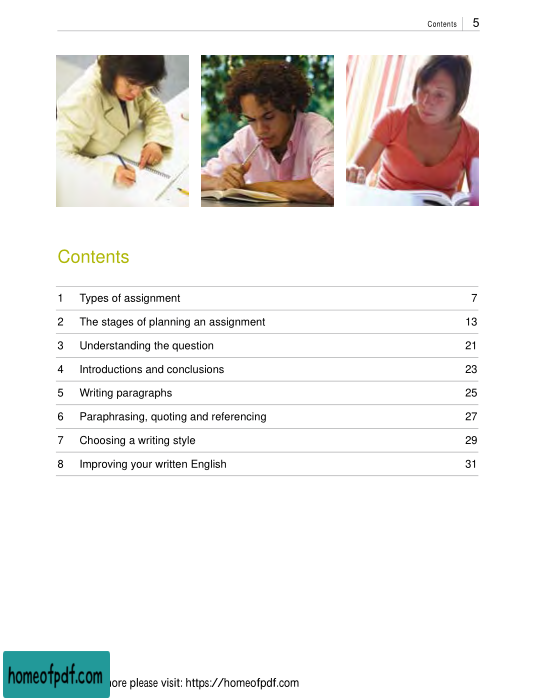 Contents 5
Contents
1 Types of assignment 7
2 The stages of planning an assignment 13
3 Understanding the question 21
4 Introductions and conclusions 23
5 Writing paragraphs 25
6 Paraphrasing, quoting and referencing 27
7 Choosing a writing style 29
8 Improving your written English 31
homeofpdf.com
please visit: https://homeofpdf.com